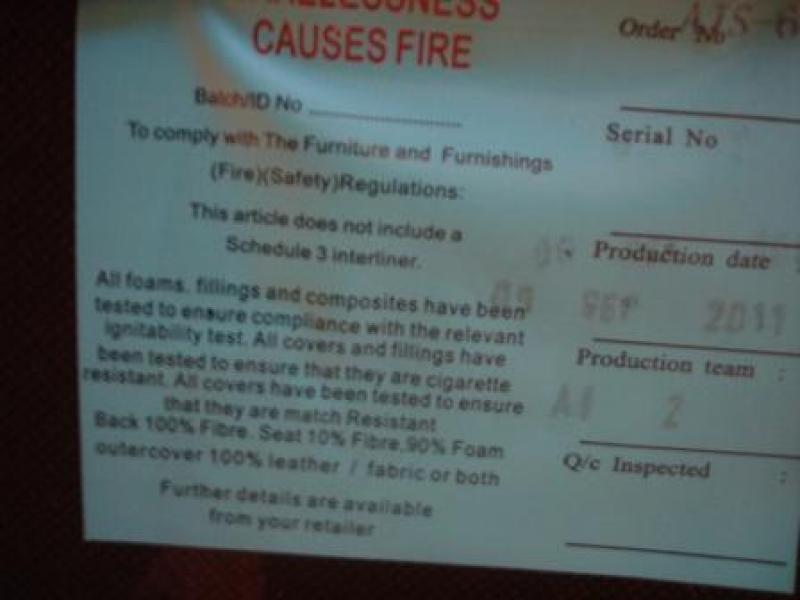 CAUSES FIRE
Batch/ID No
To comply with The Furniture and Furnishings
(Fire)(Safety)Regulations:
This article does not include a
Schedule 3 interliner.
All foams, fillings and composites have been
tested to ensure compliance with the relevant
ignitability test. All covers and fillings have
been tested to ensure that they are cigarette
resistant. All covers have been tested to ensure
that they are match Resistant
Back 100% Fibre. Seat 10% Fibre,90% Foam
outercover 100% leather / fabric or both
Further details are available
from your retailer
Order No
Serial No
Production date :
09 SEP 2011
Production team :
2
Q/c Inspected :